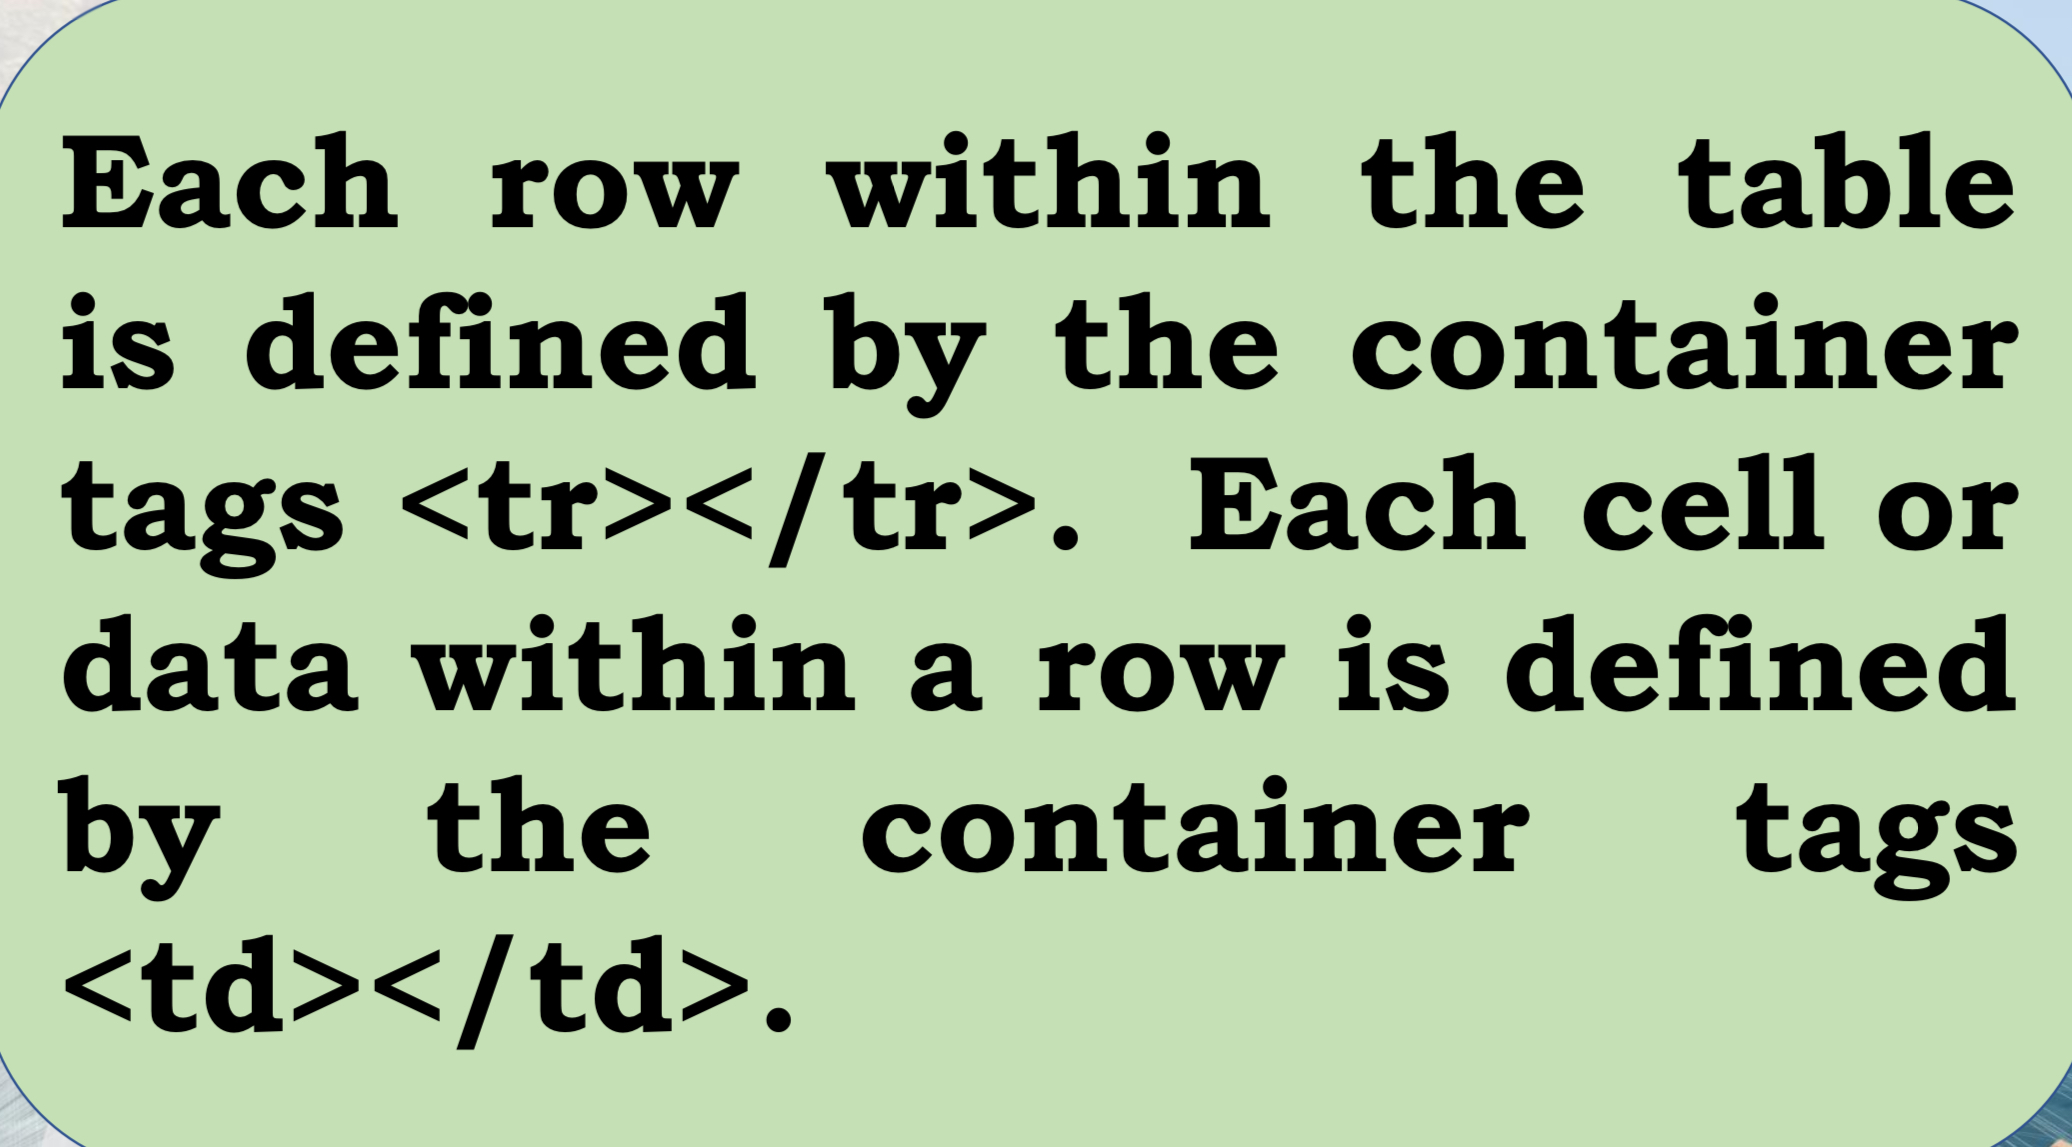 Each row within the table
is defined by the container
tags <tr></tr>. Each cell or
data within a row is defined
by the container tags
<td></td>.